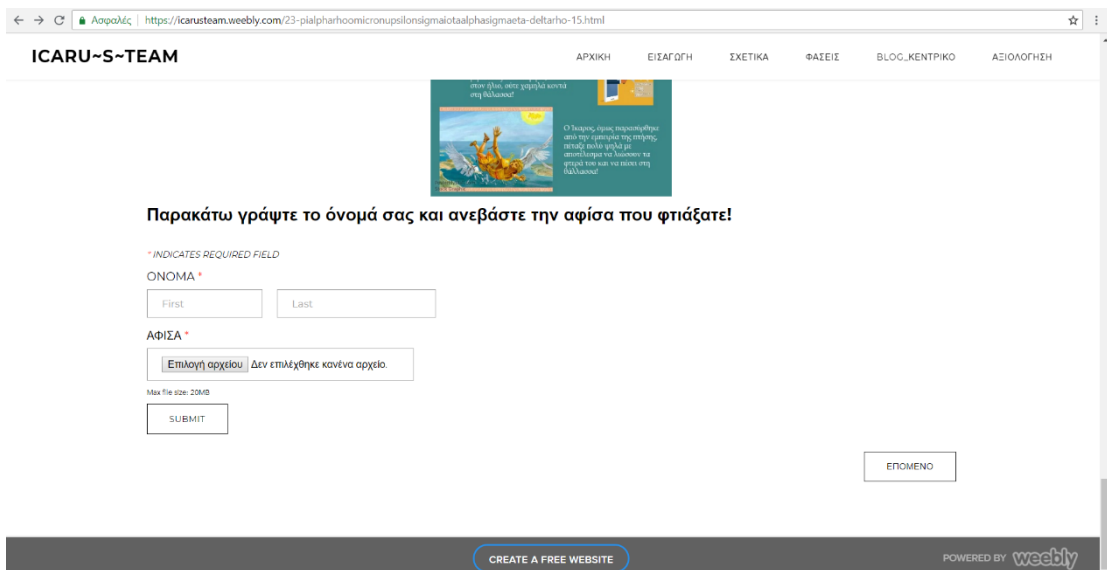 Ασφαλές https://icarusteam.weebly.com/23-pialpharhoomicronupsilonsigmaiotaalphasigmaeta-deltarho-15.html
ICARU~S~TEAM ΑΡΧΙΚΗ ΕΙΣΑΓΩΓΗ ΣΧΕΤΙΚΑ ΦΑΣΕΙΣ BLOG_ΚΕΝΤΡΙΚΟ ΑΞΙΟΛΟΓΗΣΗ
στον ήλιο, ούτε χαμηλά κοντά
στη θάλασσα!
Ο Ίκαρος, όμως παρασύρθηκε
από την εμπειρία της πτήσης,
πέταξε πολύ ψηλά με
αποτέλεσμα να λιώσουν τα
φτερά του και να πέσει στη
θάλλασσα!
Παρακάτω γράψτε το όνομά σας και ανεβάστε την αφίσα που φτιάξατε!
* INDICATES REQUIRED FIELD
ΟΝΟΜΑ *
First Last
ΑΦΙΣΑ *
Επιλογή αρχείου Δεν επιλέχθηκε κανένα αρχείο.
Max file size: 20MB
SUBMIT
ΕΠΟΜΕΝΟ
CREATE A FREE WEBSITE POWERED BY weebly